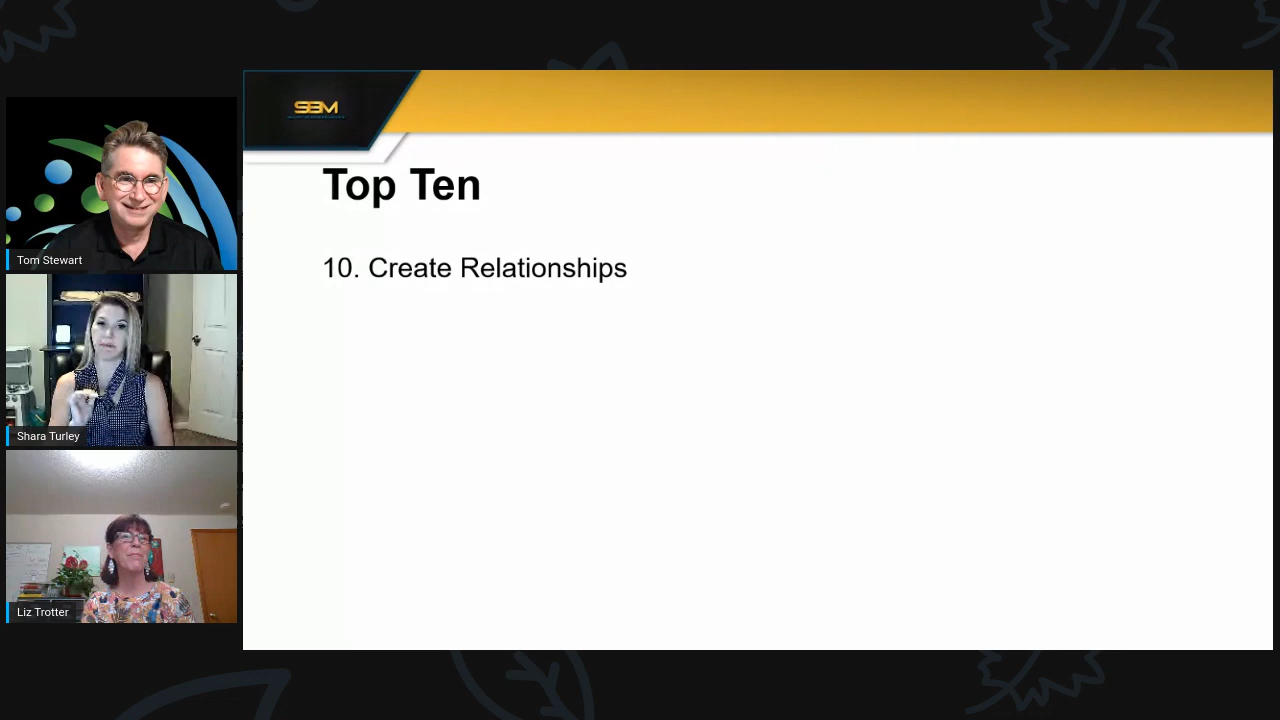 SBM
Top Ten
10. Create Relationships
Tom Stewart
Shara Turley
Liz Trotter